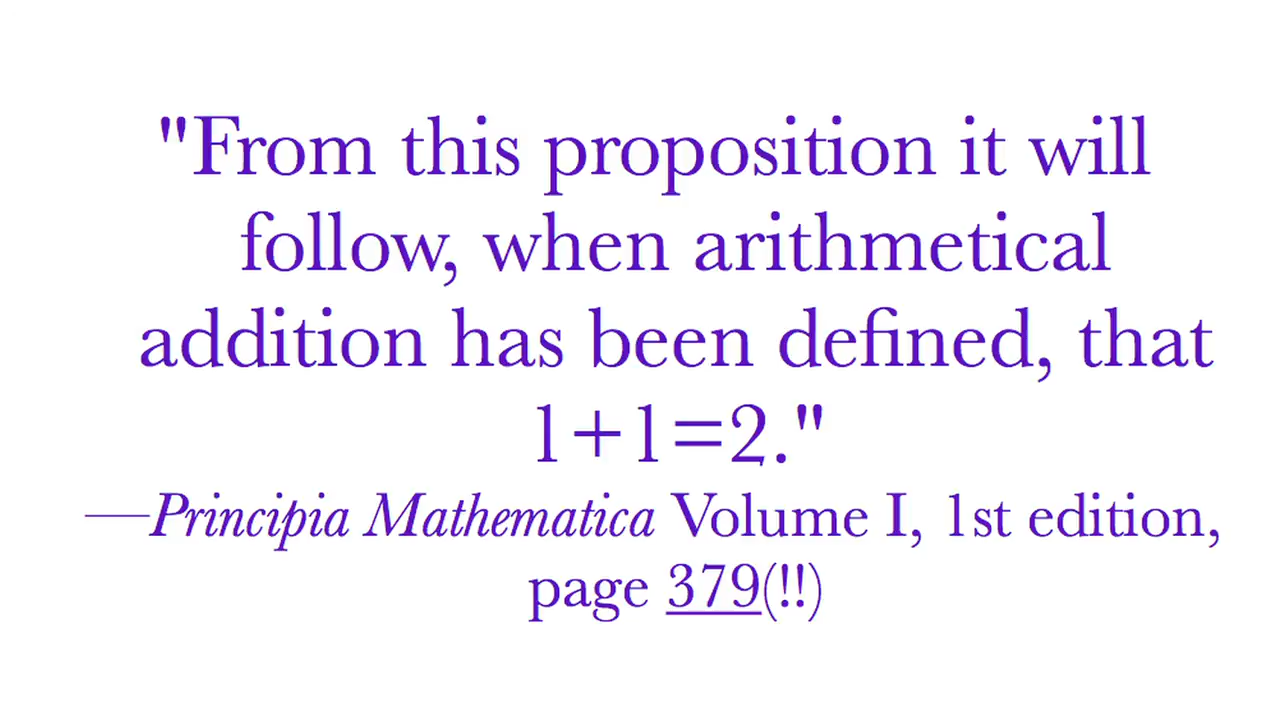 "From this proposition it will
follow, when arithmetical
addition has been defined, that
1+1=2."
—Principia Mathematica Volume I, 1st edition,
page 379(!!)